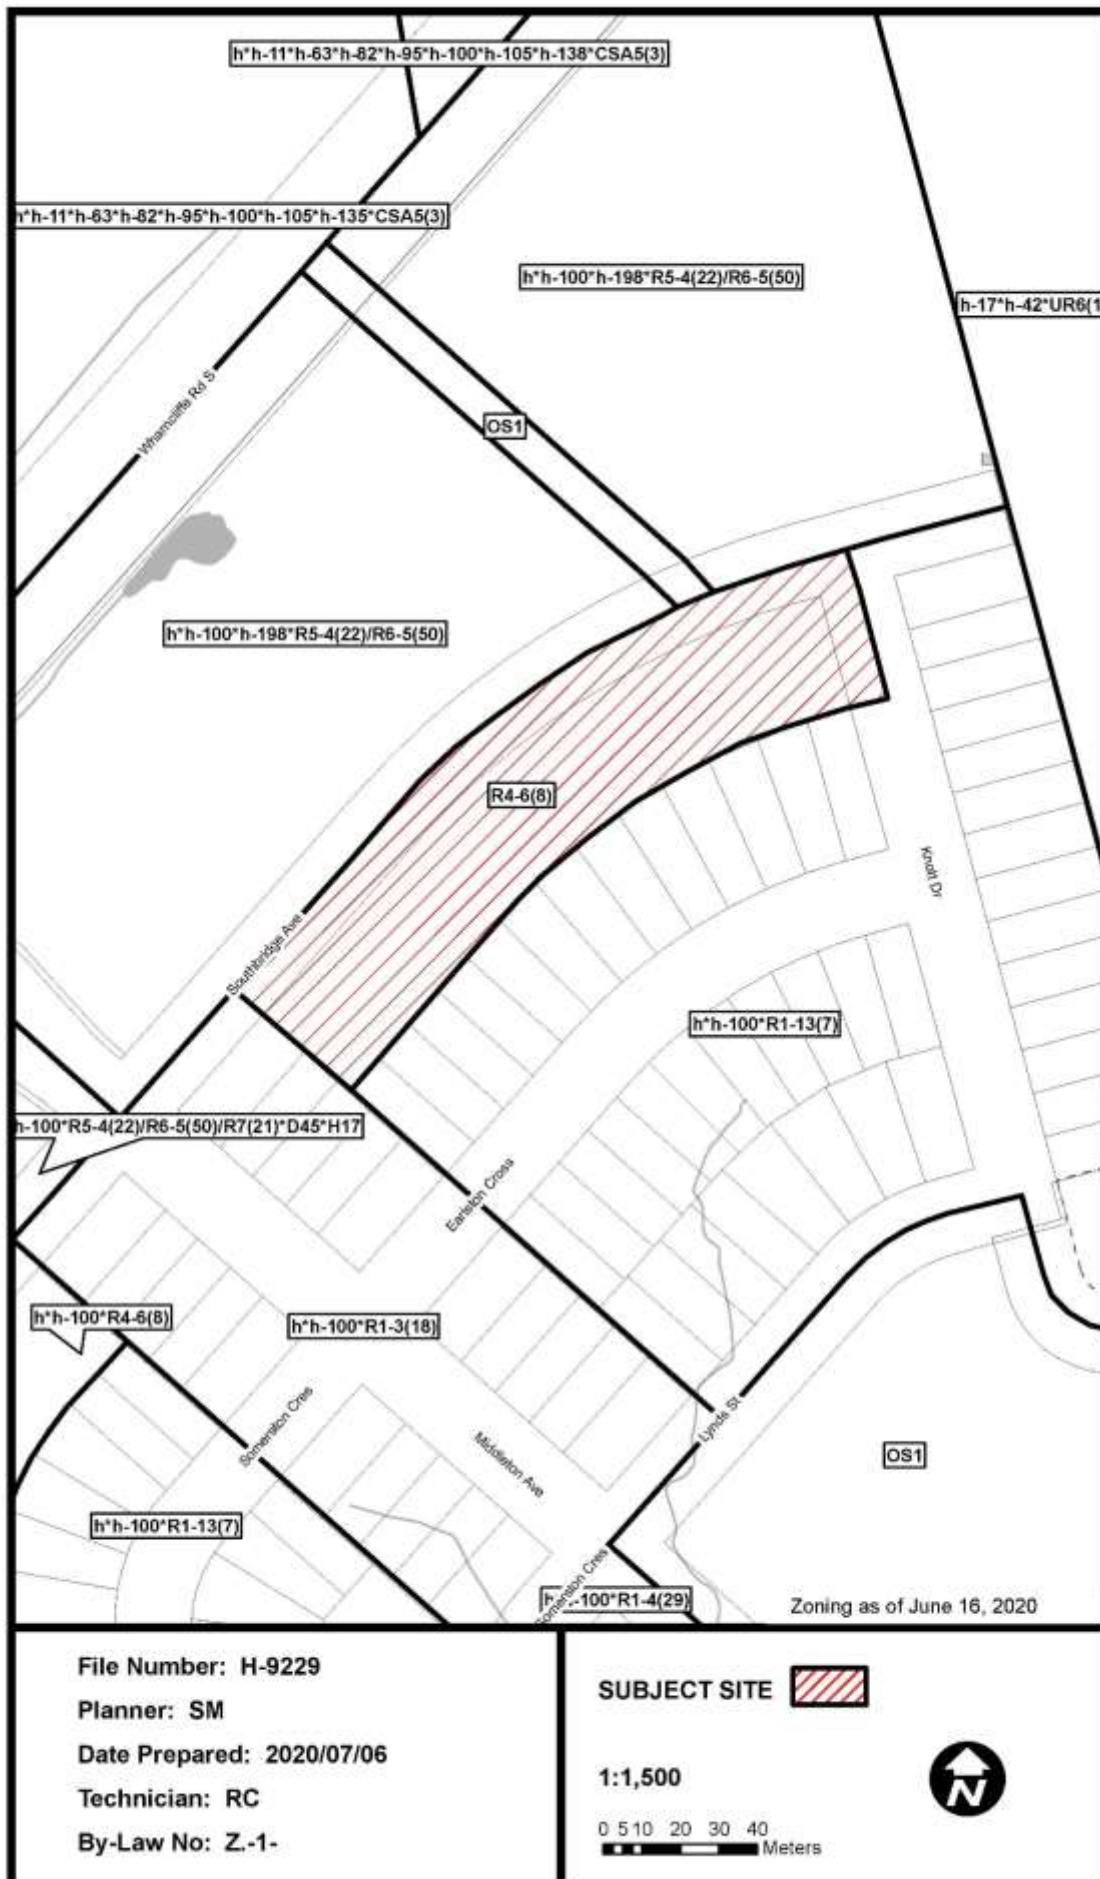 h*h-11*h-63*h-82*h-95*h-100*h-105*h-138*CSA5(3)
h*h-11*h-63*h-82*h-95*h-100*h-105*h-135*CSA5(3)
h*h-100*h-198*R5-4(22)/R6-5(50)
h-17*h-42*UR6(1
Wharncliffe Rd S
OS1
h*h-100*h-198*R5-4(22)/R6-5(50)
R4-6(8)
Knott Dr
Southbridge Ave
h*h-100*R1-13(7)
h-100*R5-4(22)/R6-5(50)/R7(21)*D45*H17
Earlston Cross
h*h-100*R4-6(8)
h*h-100*R1-3(18)
Somerston Cres
Middleton Ave
Lynds St
OS1
h*h-100*R1-13(7)
Somerston Cres
-100*R1-4(29)
Zoning as of June 16, 2020
File Number: H-9229
Planner: SM
Date Prepared: 2020/07/06
Technician: RC
By-Law No: Z.-1-
SUBJECT SITE
1:1,500
0 5 10 20 30 40
Meters
N